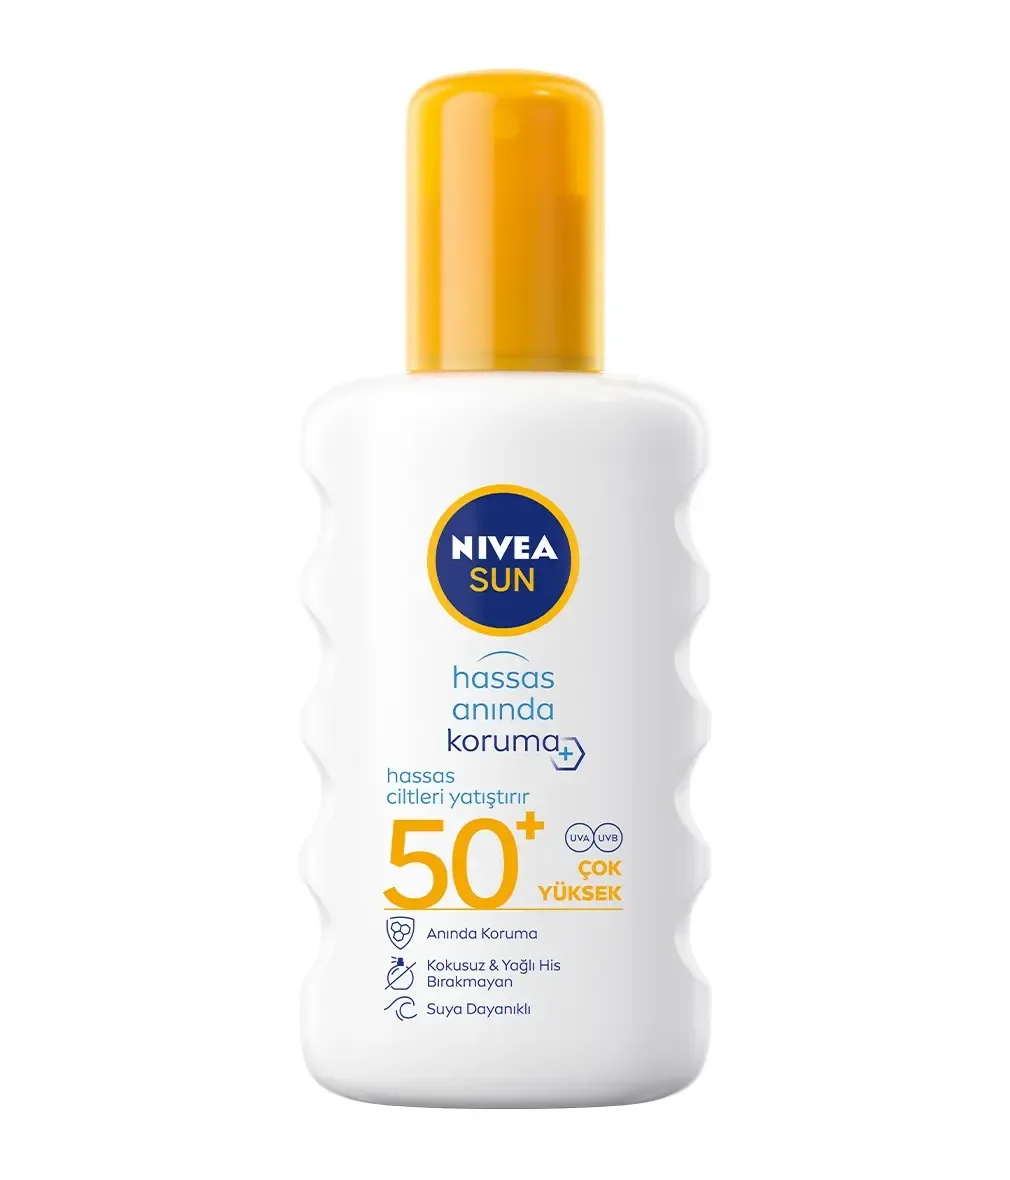 NIVEA
SUN
hassas
anında
koruma+
hassas
ciltleri yatıştırır
50+
UVA UVB
ÇOK
YÜKSEK
Anında Koruma
Kokusuz & Yağlı His
Bırakmayan
Suya Dayanıklı